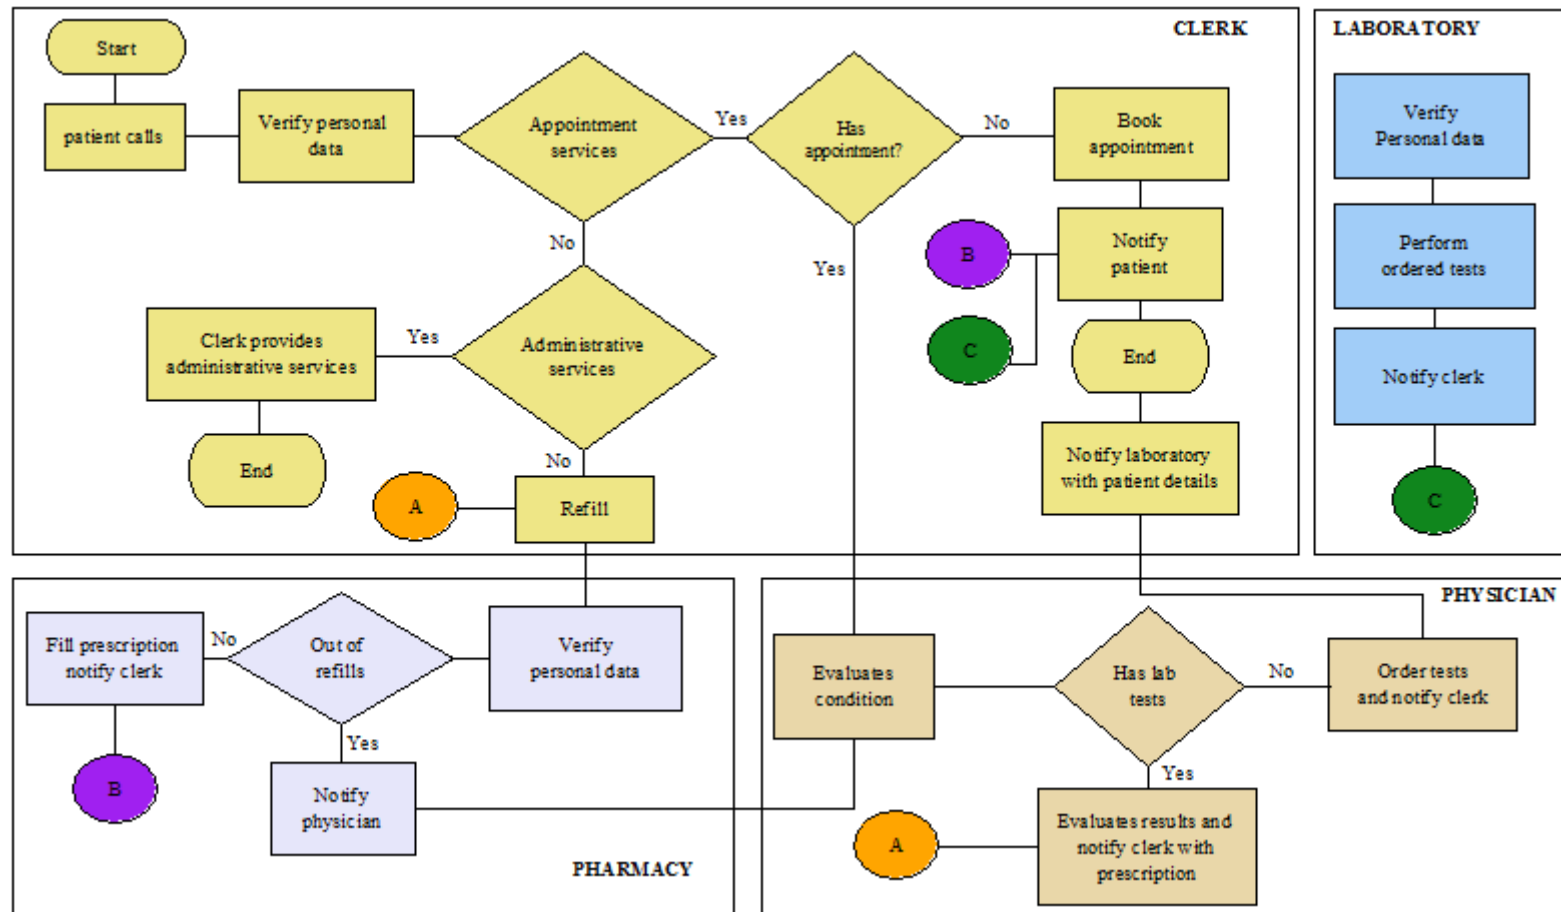 CLERK
Start
patient calls
Verify personal
data
Appointment
services
Yes
Has
appointment?
No
Book
appointment
No
Yes
B
Notify
patient
C
End
Clerk provides
administrative services
Yes
Administrative
services
End
No
A
Refill
Notify laboratory
with patient details
LABORATORY
Verify
Personal data
Perform
ordered tests
Notify clerk
C
Fill prescription
notify clerk
No
Out of
refills
Verify
personal data
Yes
B
Notify
physician
PHARMACY
PHYSICIAN
Evaluates
condition
Has lab
tests
No
Order tests
and notify clerk
Yes
A
Evaluates results and
notify clerk with
prescription